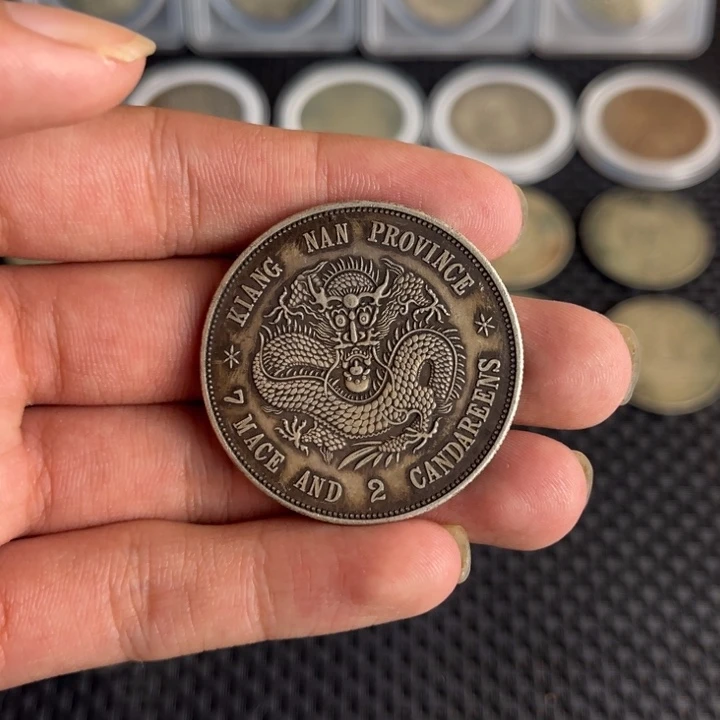 KIANG NAN PROVINCE
7 MACE AND 2 CANDAREENS